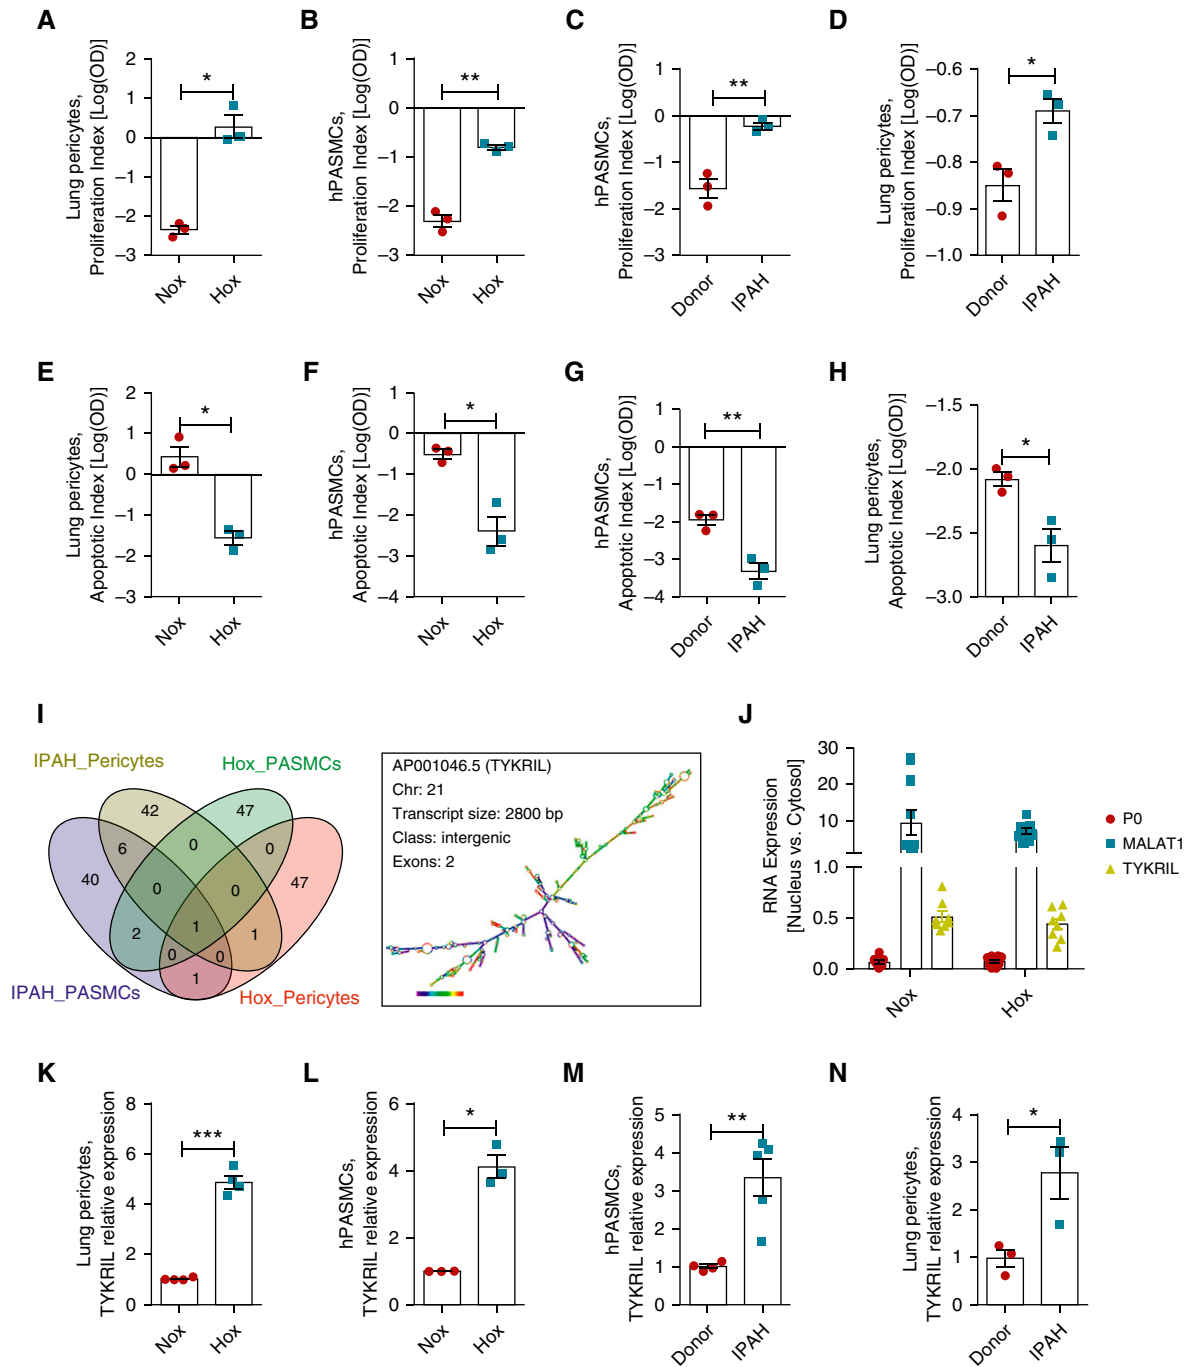 A
Lung pericytes,
Proliferation Index [Log(OD)]
2
1
0
−1
−2
−3
*
Nox
Hox
B
hPASMCs,
Proliferation Index [Log(OD)]
1
0
−1
−2
−3
**
Nox
Hox
C
hPASMCs,
Proliferation Index [Log(OD)]
1
0
−1
−2
−3
**
Donor
IPAH
D
Lung pericytes,
Proliferation Index [Log(OD)]
−0.6
−0.7
−0.8
−0.9
−1.0
*
Donor
IPAH
E
Lung pericytes,
Apoptotic Index [Log(OD)]
2
1
0
−1
−2
−3
*
Nox
Hox
F
hPASMCs,
Apoptotic Index [Log(OD)]
1
0
−1
−2
−3
−4
*
Nox
Hox
G
hPASMCs,
Apoptotic Index [Log(OD)]
1
0
−1
−2
−3
−4
**
Donor
IPAH
H
Lung pericytes,
Apoptotic Index [Log(OD)]
−1.5
−2.0
−2.5
−3.0
*
Donor
IPAH
I
IPAH_Pericytes
Hox_PASMCs
42
47
6
0
0
40
0
0
47
2
1
1
0
0
1
IPAH_PASMCs
Hox_Pericytes
AP001046.5 (TYKRIL)
Chr: 21
Transcript size: 2800 bp
Class: intergenic
Exons: 2
J
RNA Expression
[Nucleus vs. Cytosol]
30
20
10
1.0
0.5
0.0
Nox
Hox
P0
MALAT1
TYKRIL
K
Lung pericytes,
TYKRIL relative expression
8
6
4
2
0
***
Nox
Hox
L
hPASMCs,
TYKRIL relative expression
6
4
2
0
*
Nox
Hox
M
hPASMCs,
TYKRIL relative expression
5
4
3
2
1
0
**
Donor
IPAH
N
Lung pericytes,
TYKRIL relative expression
4
3
2
1
0
*
Donor
IPAH